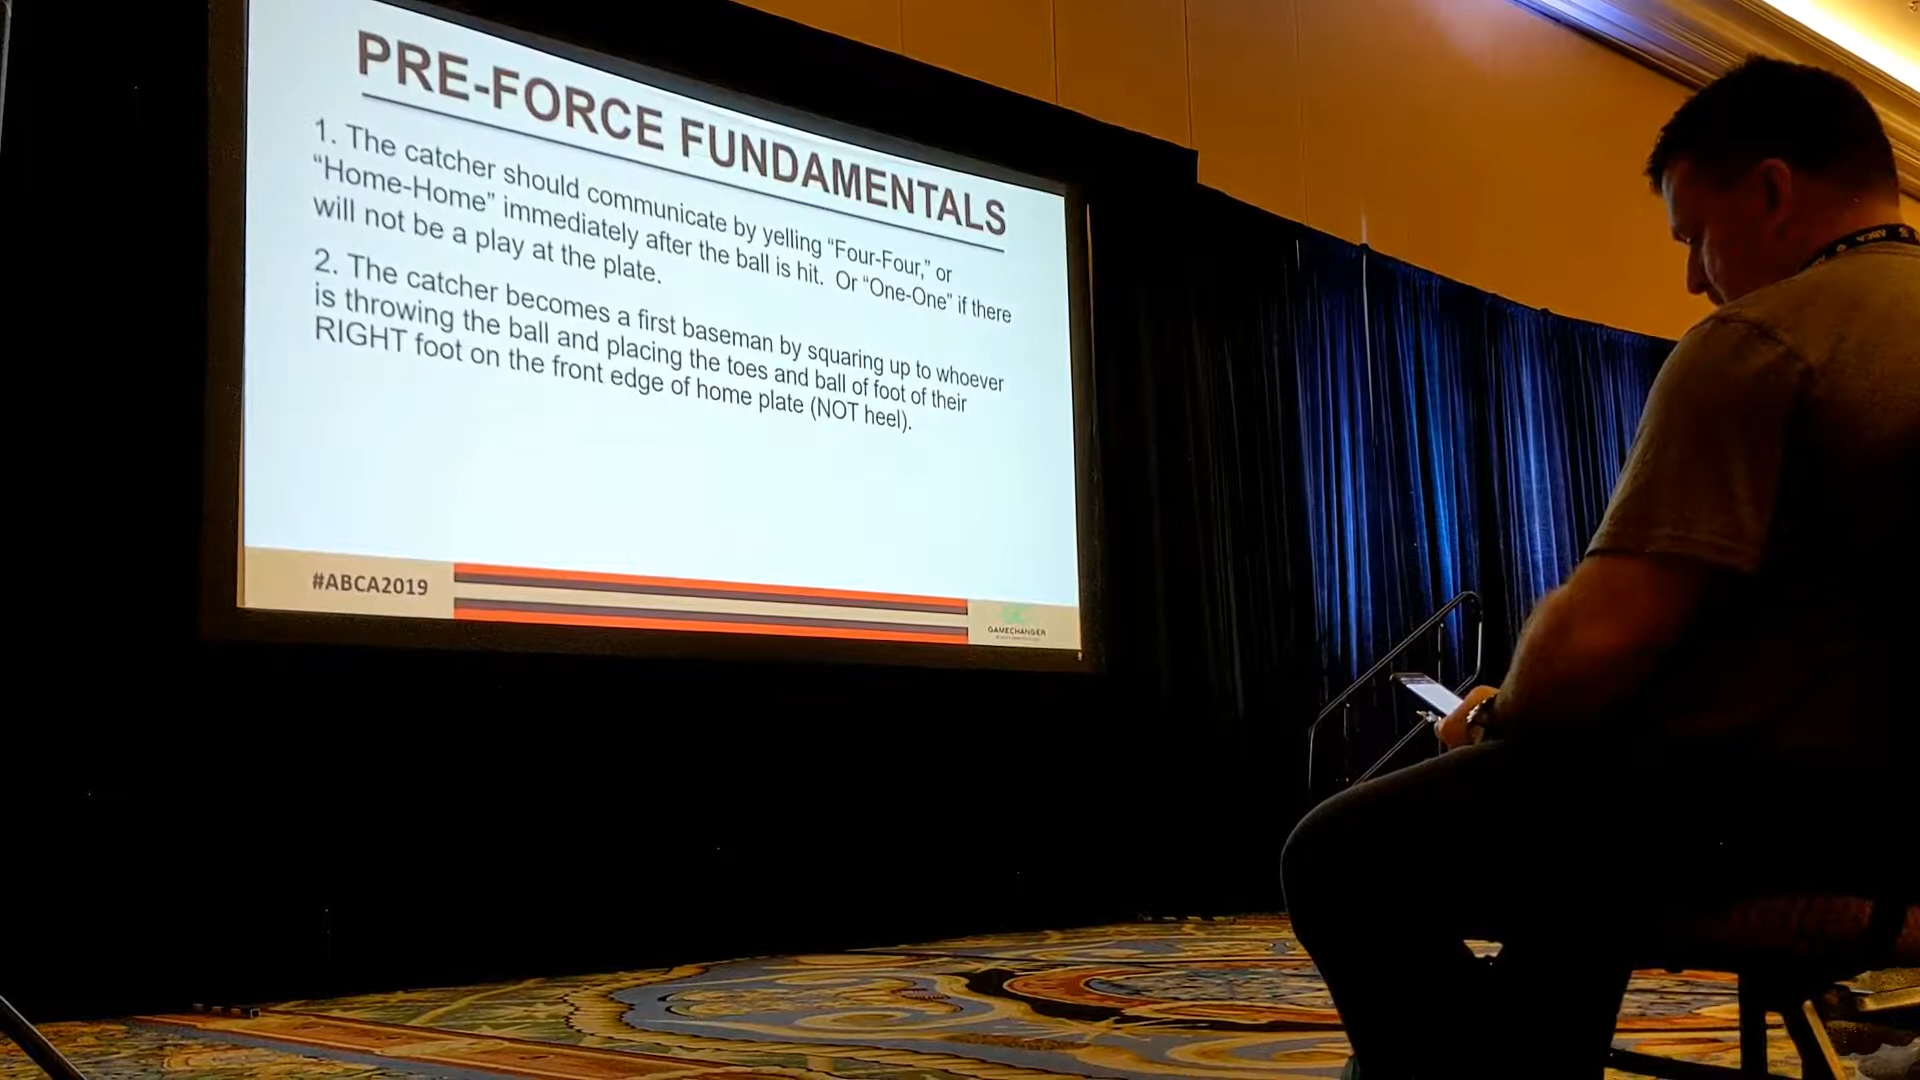 PRE-FORCE FUNDAMENTALS
1. The catcher should communicate by yelling “Four-Four,” or
“Home-Home” immediately after the ball is hit. Or “One-One” if there
will not be a play at the plate.
2. The catcher becomes a first baseman by squaring up to whoever
is throwing the ball and placing the toes and ball of foot of their
RIGHT foot on the front edge of home plate (NOT heel).
#ABCA2019
GC
GAMECHANGER
ABCA